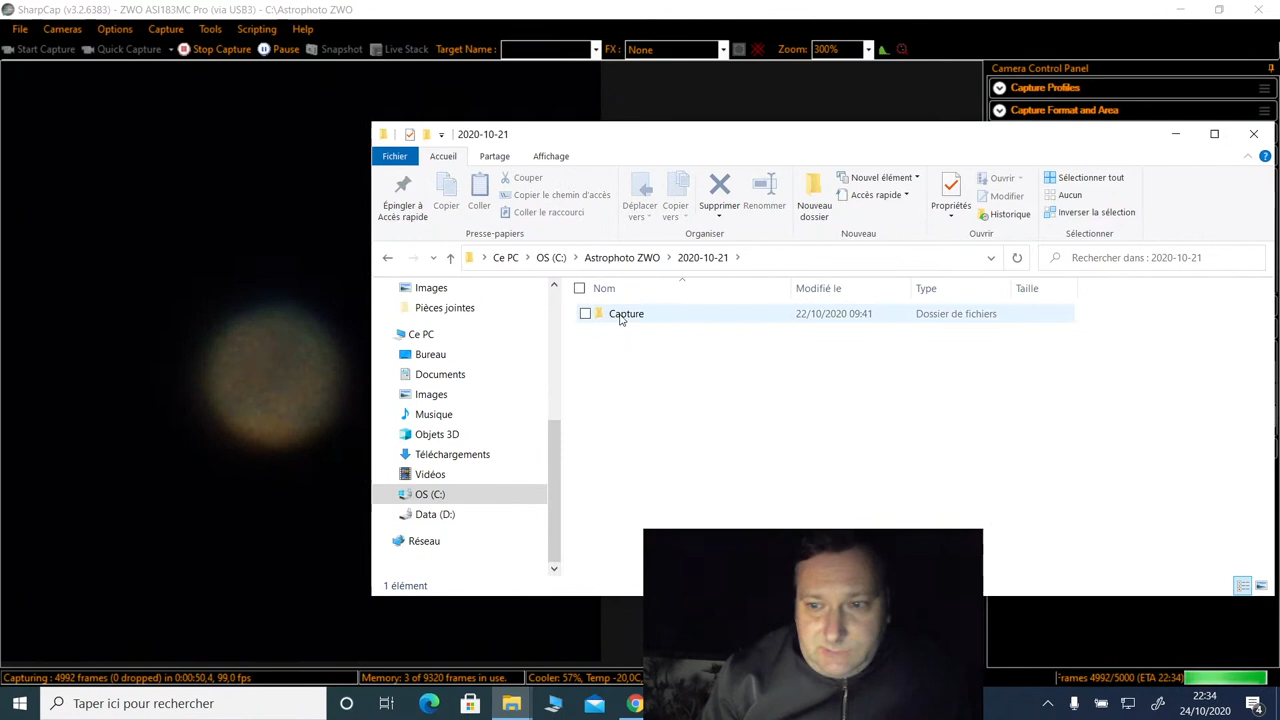 SharpCap (v3.2.6383) - ZWO ASI183MC Pro (via USB3) - C:\Astrophoto ZWO
File Cameras Options Capture Tools Scripting Help
Start Capture Quick Capture Stop Capture Pause Snapshot Live Stack Target Name : FX : None Zoom: 300%
Camera Control Panel
Capture Profiles
Capture Format and Area
2020-10-21
Fichier Accueil Partage Affichage
Épingler à Accès rapide
Copier
Coller
Couper
Copier le chemin d'accès
Coller le raccourci
Presse-papiers
Déplacer vers
Copier vers
Supprimer
Renommer
Organiser
Nouveau dossier
Nouvel élément
Accès rapide
Nouveau
Propriétés
Ouvrir
Modifier
Historique
Ouvrir
Sélectionner tout
Aucun
Inverser la sélection
Sélectionner
Ce PC > OS (C:) > Astrophoto ZWO > 2020-10-21 >
Rechercher dans : 2020-10-21
Nom Modifié le Type Taille
Capture 22/10/2020 09:41 Dossier de fichiers
Images
Pièces jointes
Ce PC
Bureau
Documents
Images
Musique
Objets 3D
Téléchargements
Vidéos
OS (C:)
Data (D:)
Réseau
1 élément
Capturing : 4992 frames (0 dropped) in 0:00:50,4, 99,0 fps
Memory: 3 of 9320 frames in use.
Cooler: 57%, Temp -20,0C,
Frames 4992/5000 (ETA 22:34)
Taper ici pour rechercher
22:34
24/10/2020
4